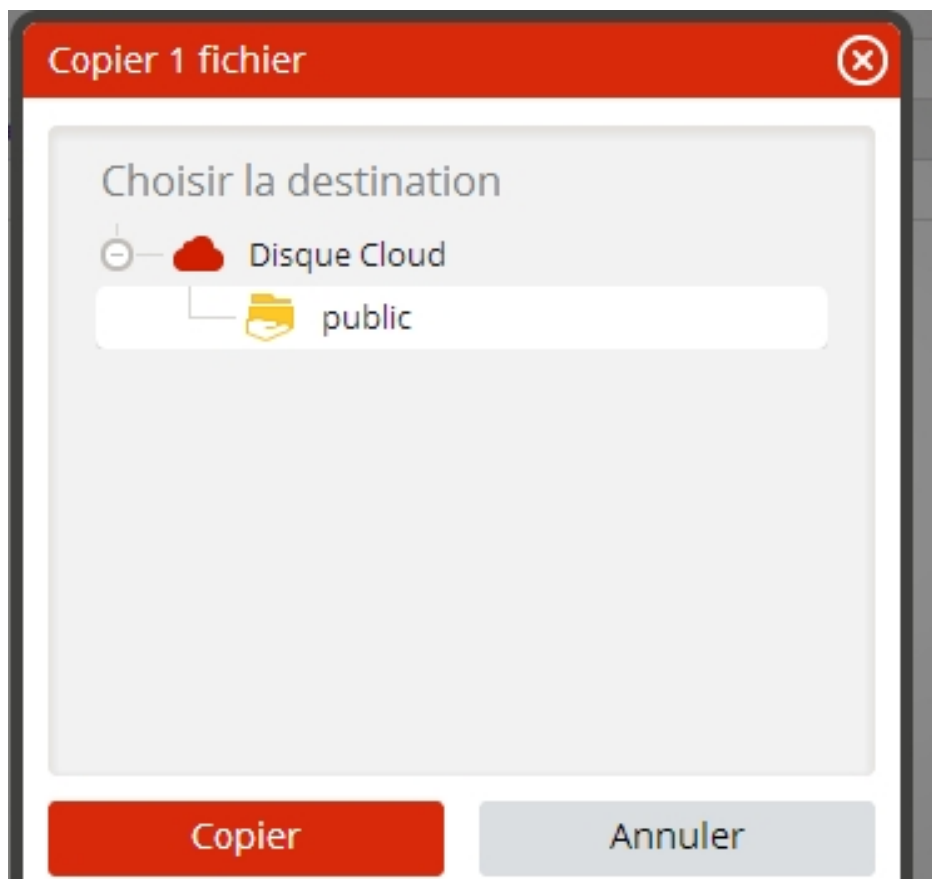 Copier 1 fichier
Choisir la destination
Disque Cloud
public
Copier Annuler